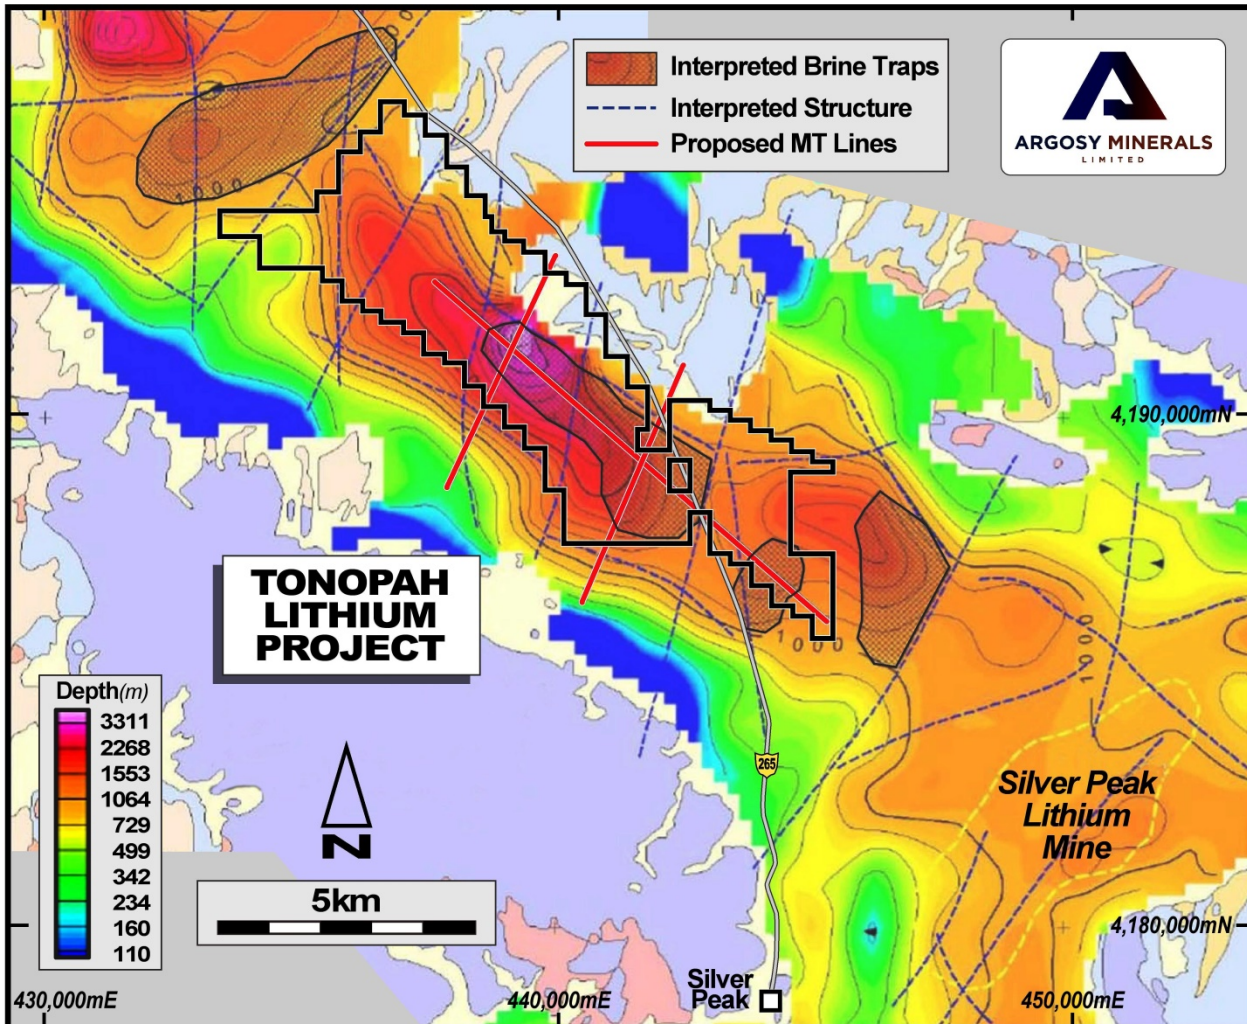 Interpreted Brine Traps
Interpreted Structure
Proposed MT Lines
ARGOSY MINERALS
LIMITED
1000
4,190,000mN
TONOPAH
LITHIUM
PROJECT
1000
1000
Depth(m)
3311
2268
1553
1064
729
499
342
234
160
110
N
5km
265
Silver Peak
Lithium
Mine
4,180,000mN
Silver
Peak
430,000mE
440,000mE
450,000mE